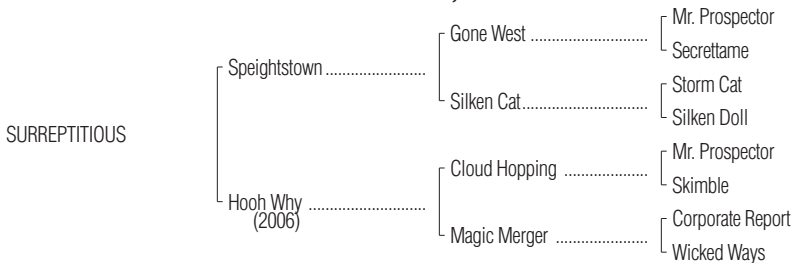 Mr. Prospector
Gone West ..............................
Secrettame
Speightstown .........................
Storm Cat
Silken Cat................................
Silken Doll
SURREPTITIOUS
Mr. Prospector
Cloud Hopping .....................
Skimble
Hooh Why .............................
(2006)
Corporate Report
Magic Merger .......................
Wicked Ways